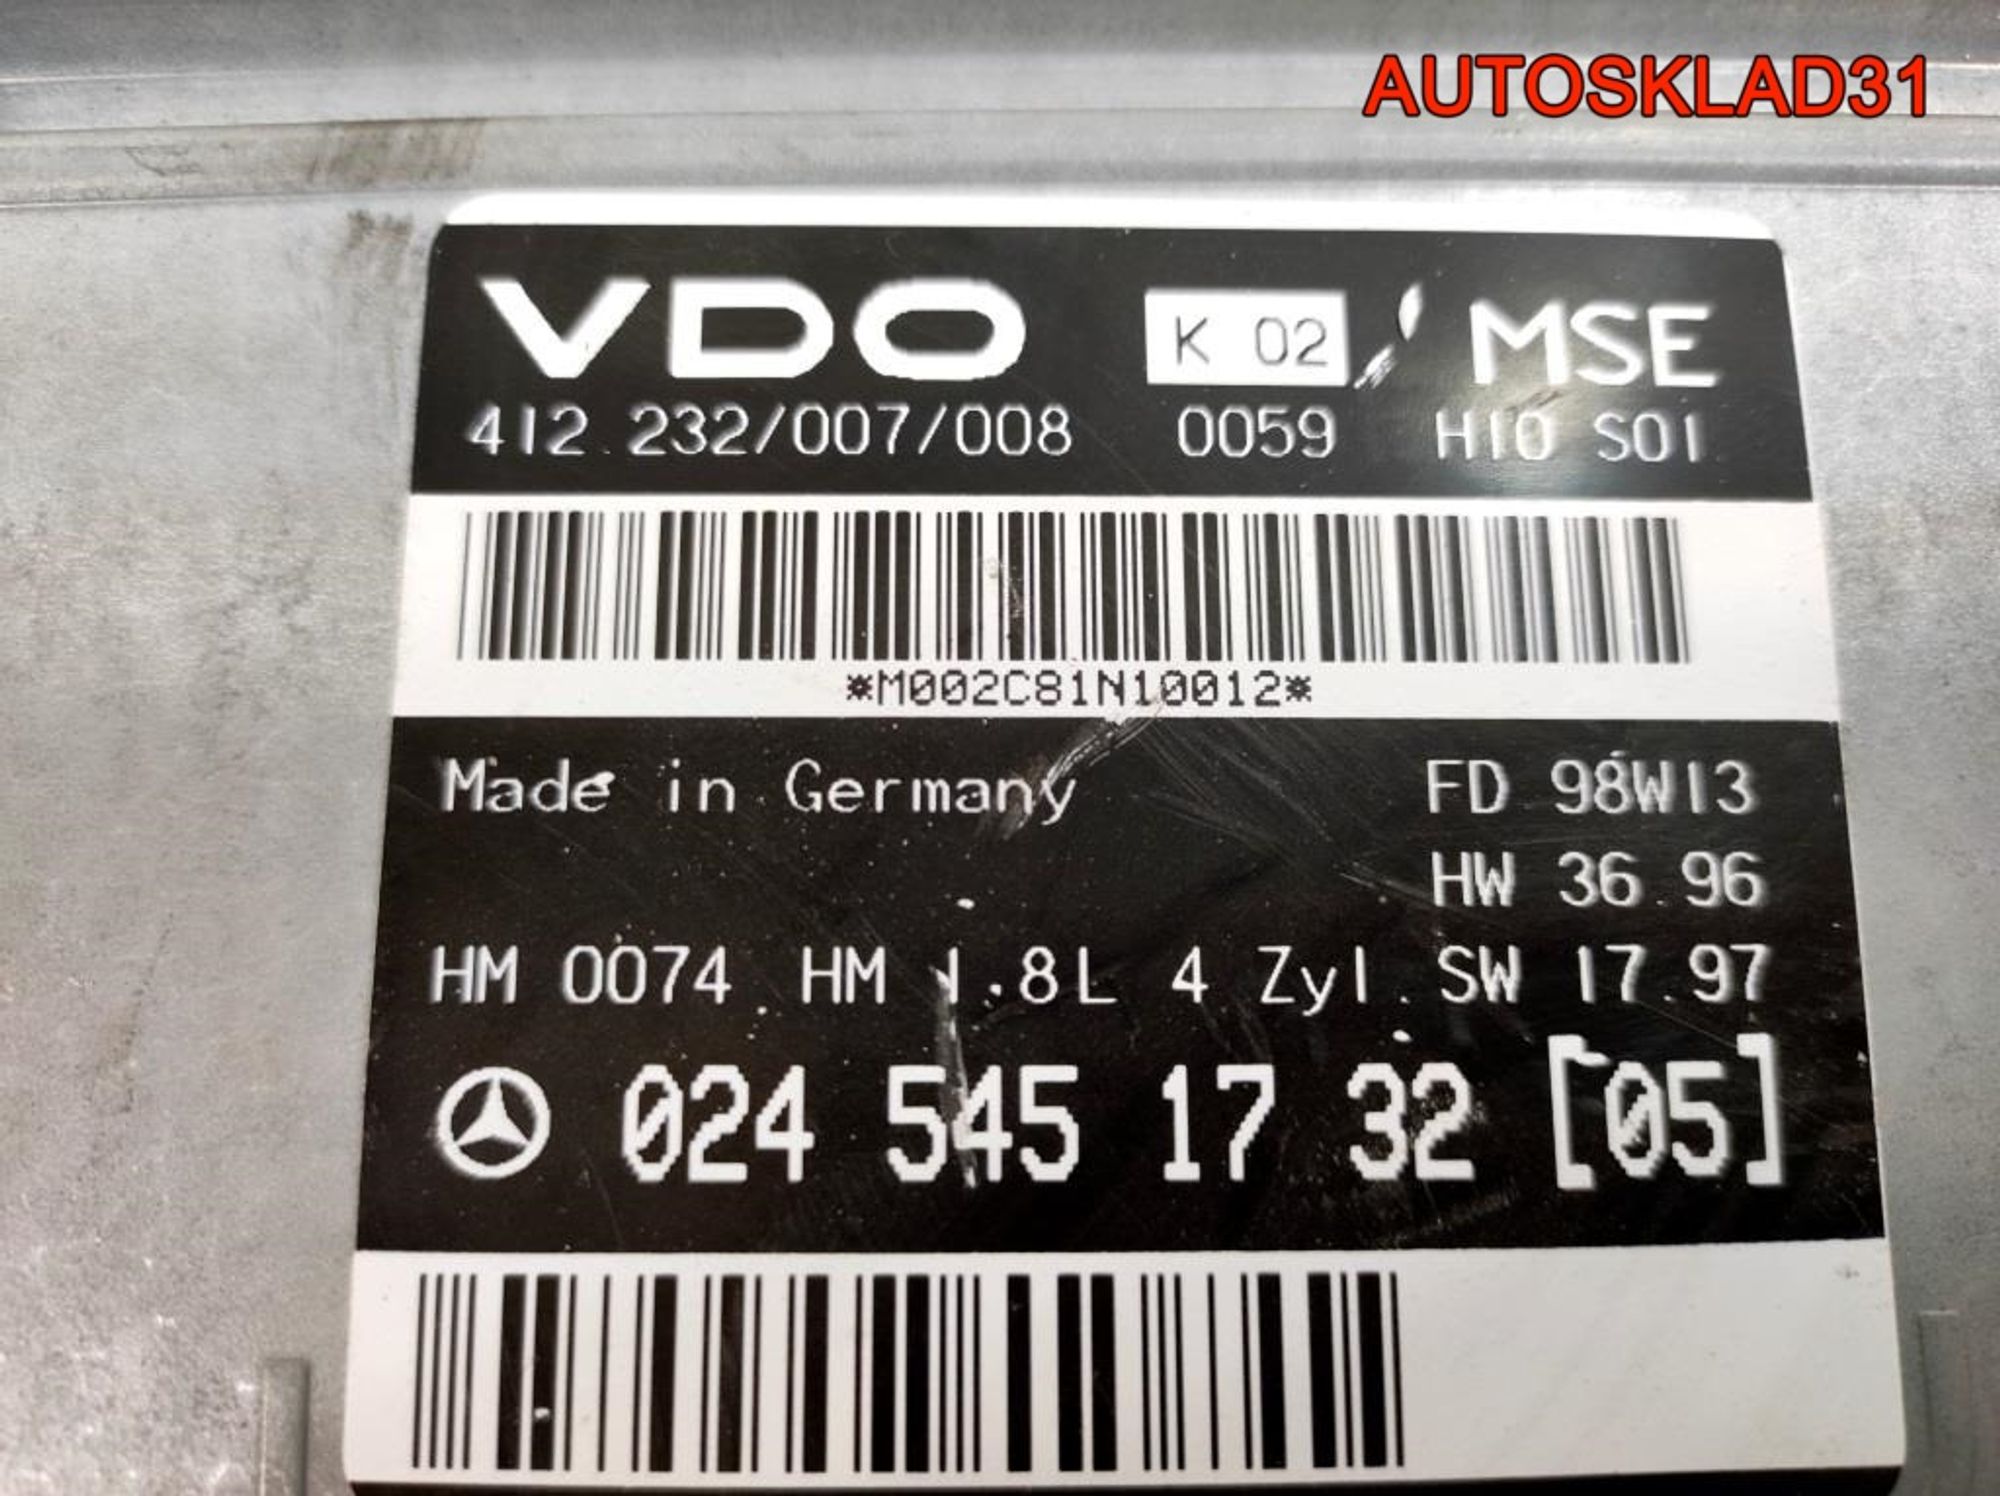 AUTOSKLAD31
VDO K 02 MSE
412.232/007/008 0059 H10 S01
*M002C81N10012*
Made in Germany FD 98W13
HW 36.96
HM 0074 HM 1.8L 4 Zyl. SW 17.97
024 545 17 32 [05]